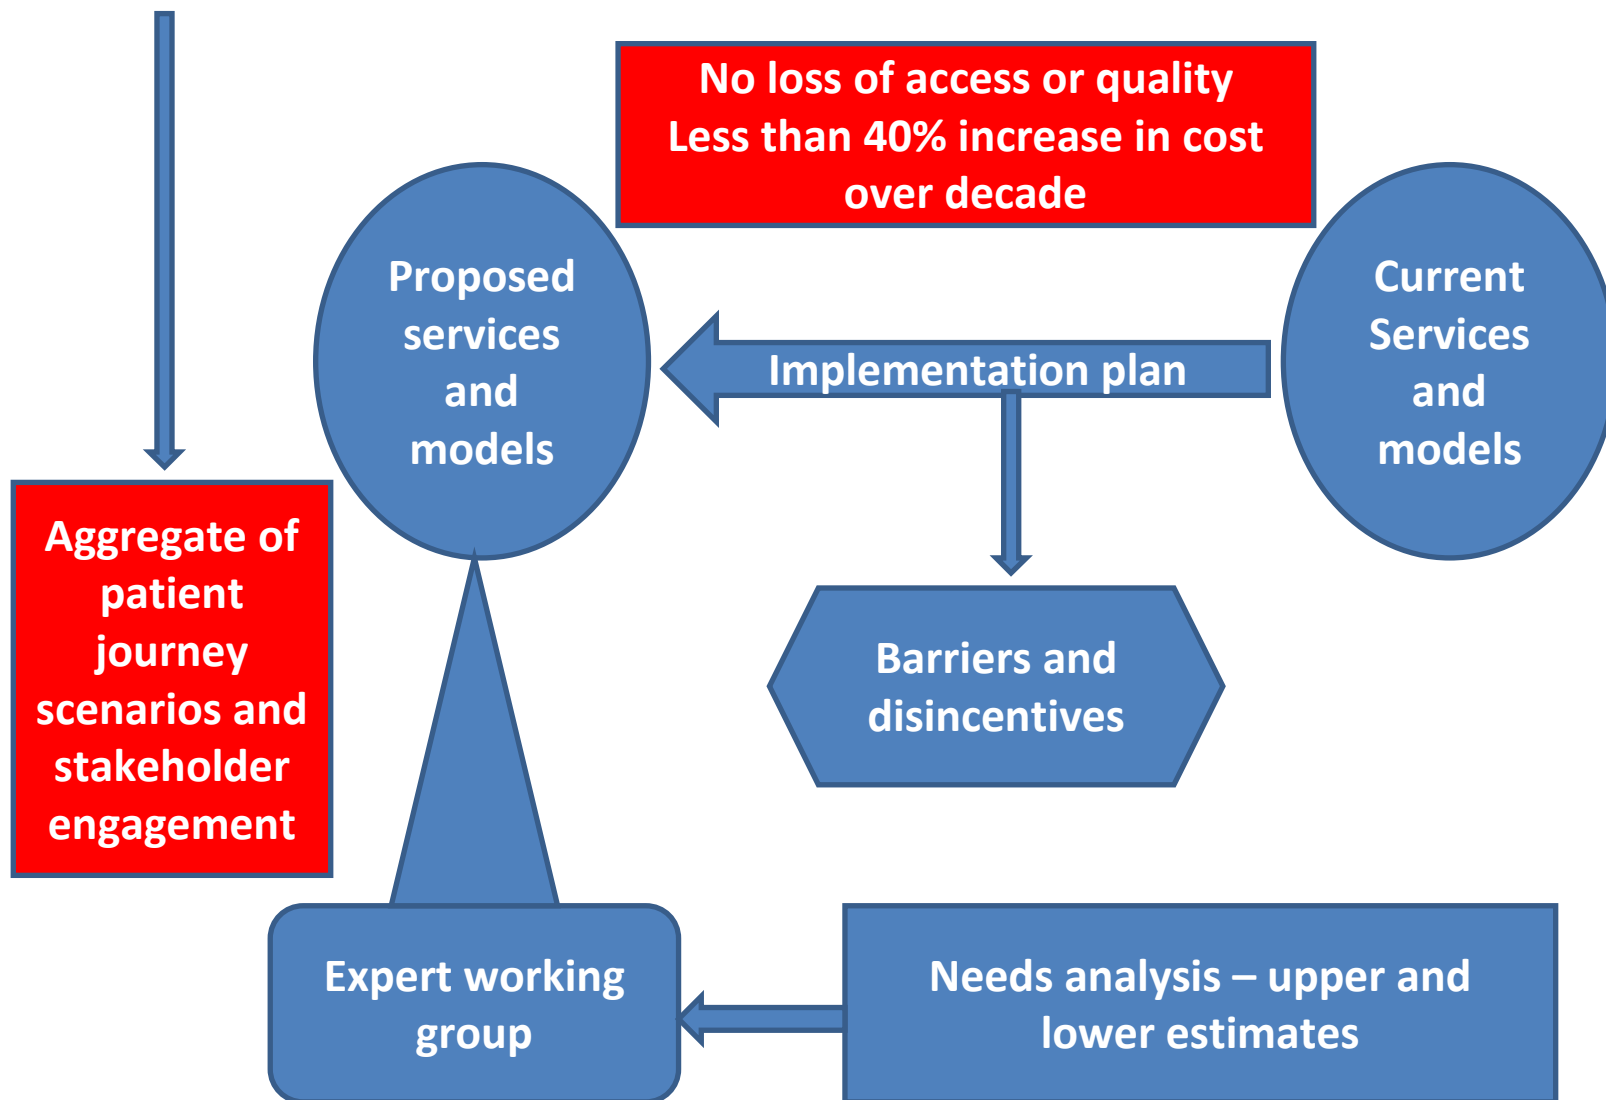 No loss of access or quality
Less than 40% increase in cost
over decade
Proposed
services
and
models
Implementation plan
Current
Services
and
models
Aggregate of
patient
journey
scenarios and
stakeholder
engagement
Barriers and
disincentives
Expert working
group
Needs analysis – upper and
lower estimates